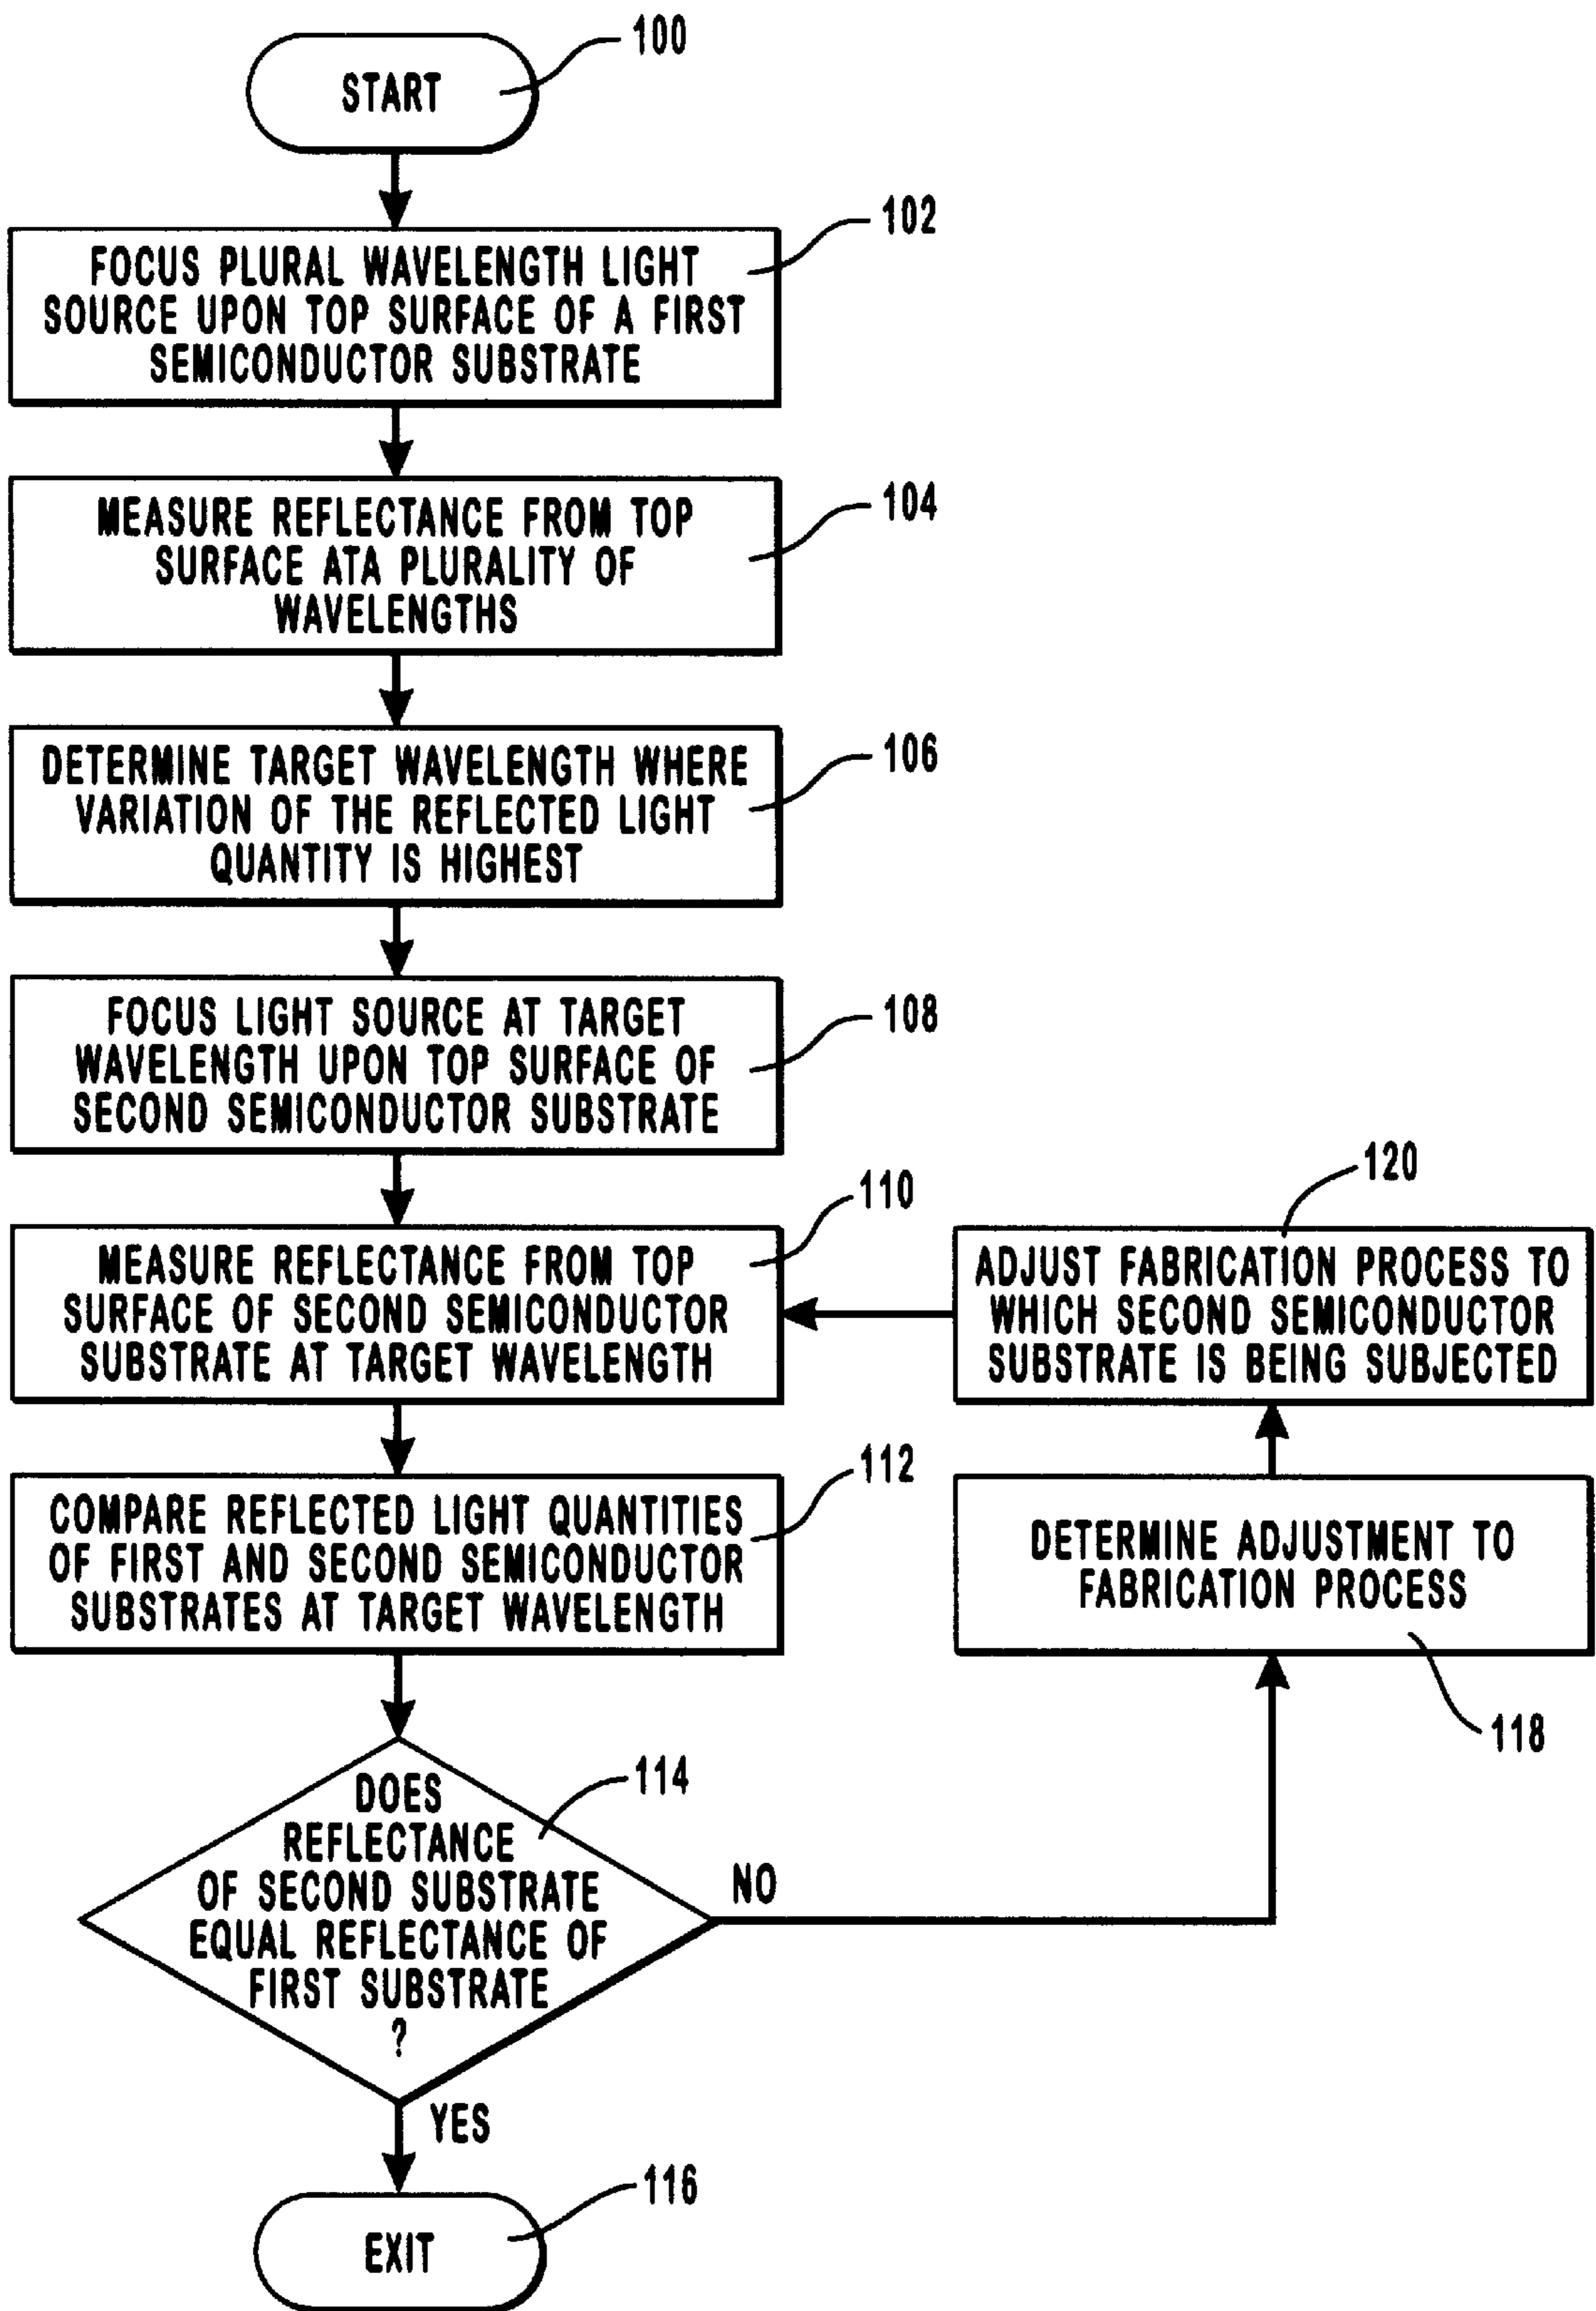 100
START
102
FOCUS PLURAL WAVELENGTH LIGHT
SOURCE UPON TOP SURFACE OF A FIRST
SEMICONDUCTOR SUBSTRATE
104
MEASURE REFLECTANCE FROM TOP
SURFACE ATA PLURALITY OF
WAVELENGTHS
106
DETERMINE TARGET WAVELENGTH WHERE
VARIATION OF THE REFLECTED LIGHT
QUANTITY IS HIGHEST
108
FOCUS LIGHT SOURCE AT TARGET
WAVELENGTH UPON TOP SURFACE OF
SECOND SEMICONDUCTOR SUBSTRATE
110
MEASURE REFLECTANCE FROM TOP
SURFACE OF SECOND SEMICONDUCTOR
SUBSTRATE AT TARGET WAVELENGTH
112
COMPARE REFLECTED LIGHT QUANTITIES
OF FIRST AND SECOND SEMICONDUCTOR
SUBSTRATES AT TARGET WAVELENGTH
114
DOES
REFLECTANCE
OF SECOND SUBSTRATE
EQUAL REFLECTANCE OF
FIRST SUBSTRATE
?
NO
YES
116
EXIT
118
DETERMINE ADJUSTMENT TO
FABRICATION PROCESS
120
ADJUST FABRICATION PROCESS TO
WHICH SECOND SEMICONDUCTOR
SUBSTRATE IS BEING SUBJECTED